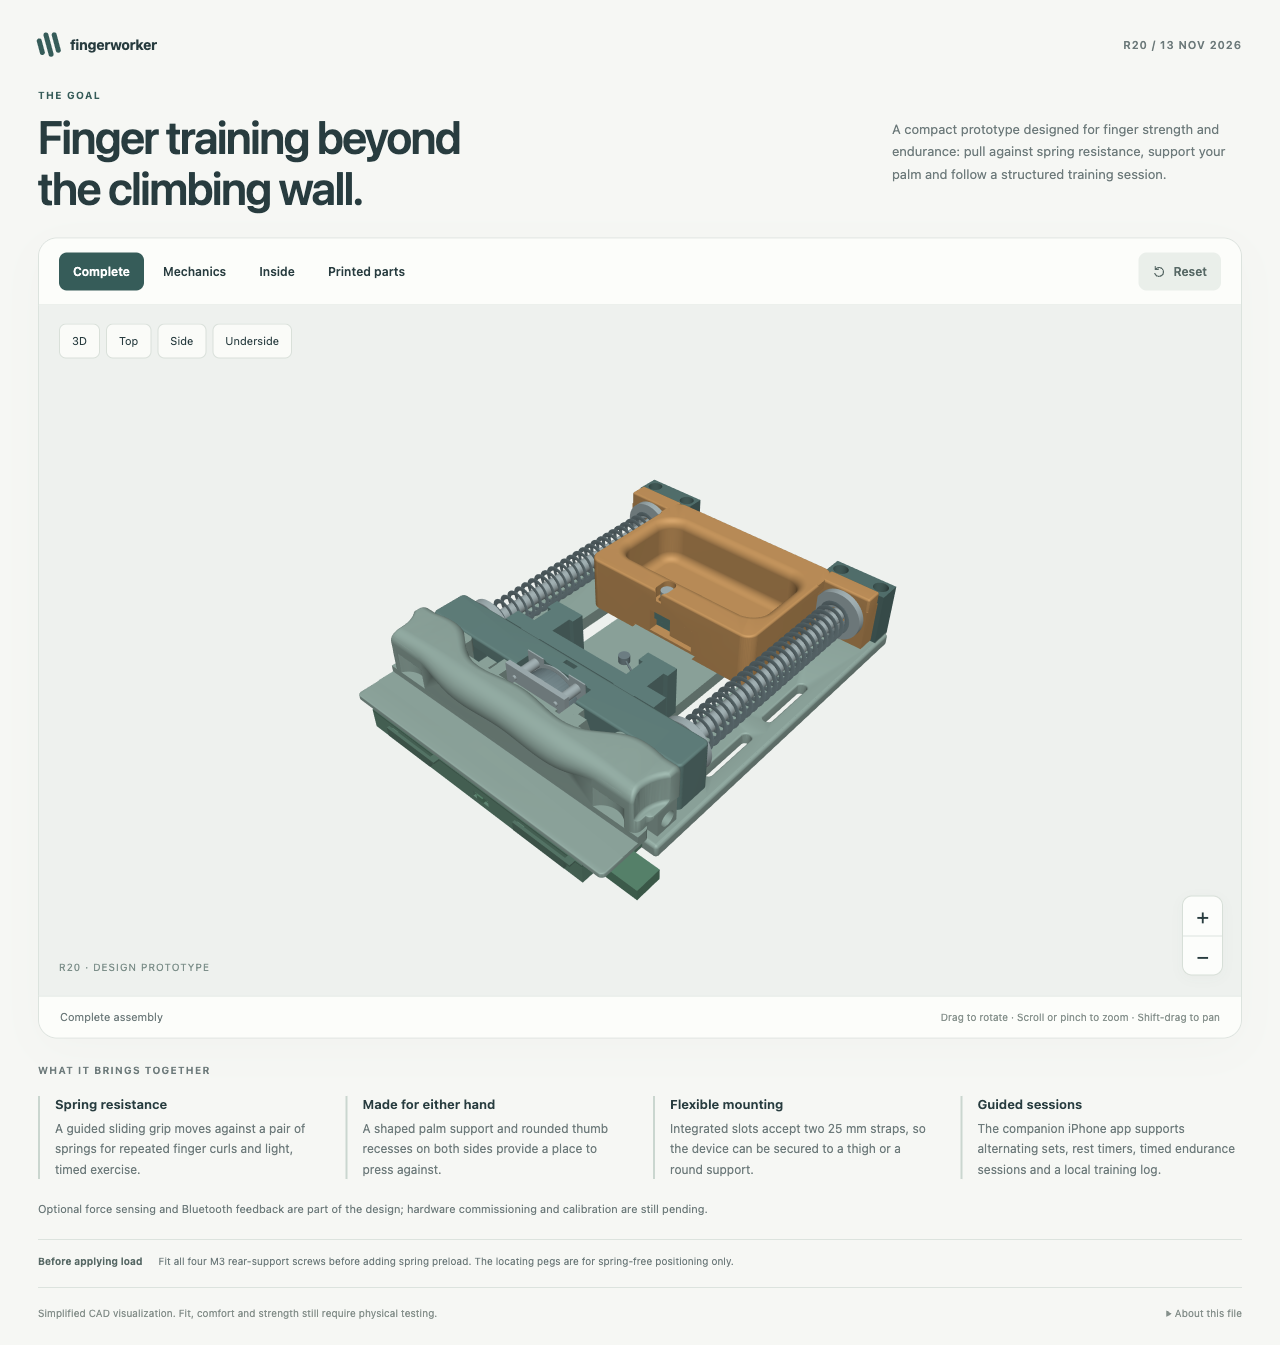 fingerworker
R20 / 13 NOV 2026
THE GOAL
Finger training beyond
the climbing wall.
A compact prototype designed for finger strength and
endurance: pull against spring resistance, support your
palm and follow a structured training session.
Complete
Mechanics
Inside
Printed parts
Reset
3D
Top
Side
Underside
+
−
R20 · DESIGN PROTOTYPE
Complete assembly
Drag to rotate · Scroll or pinch to zoom · Shift-drag to pan
WHAT IT BRINGS TOGETHER
Spring resistance
A guided sliding grip moves against a pair of
springs for repeated finger curls and light,
timed exercise.
Made for either hand
A shaped palm support and rounded thumb
recesses on both sides provide a place to
press against.
Flexible mounting
Integrated slots accept two 25 mm straps, so
the device can be secured to a thigh or a
round support.
Guided sessions
The companion iPhone app supports
alternating sets, rest timers, timed endurance
sessions and a local training log.
Optional force sensing and Bluetooth feedback are part of the design; hardware commissioning and calibration are still pending.
Before applying load
Fit all four M3 rear-support screws before adding spring preload. The locating pegs are for spring-free positioning only.
Simplified CAD visualization. Fit, comfort and strength still require physical testing.
About this file